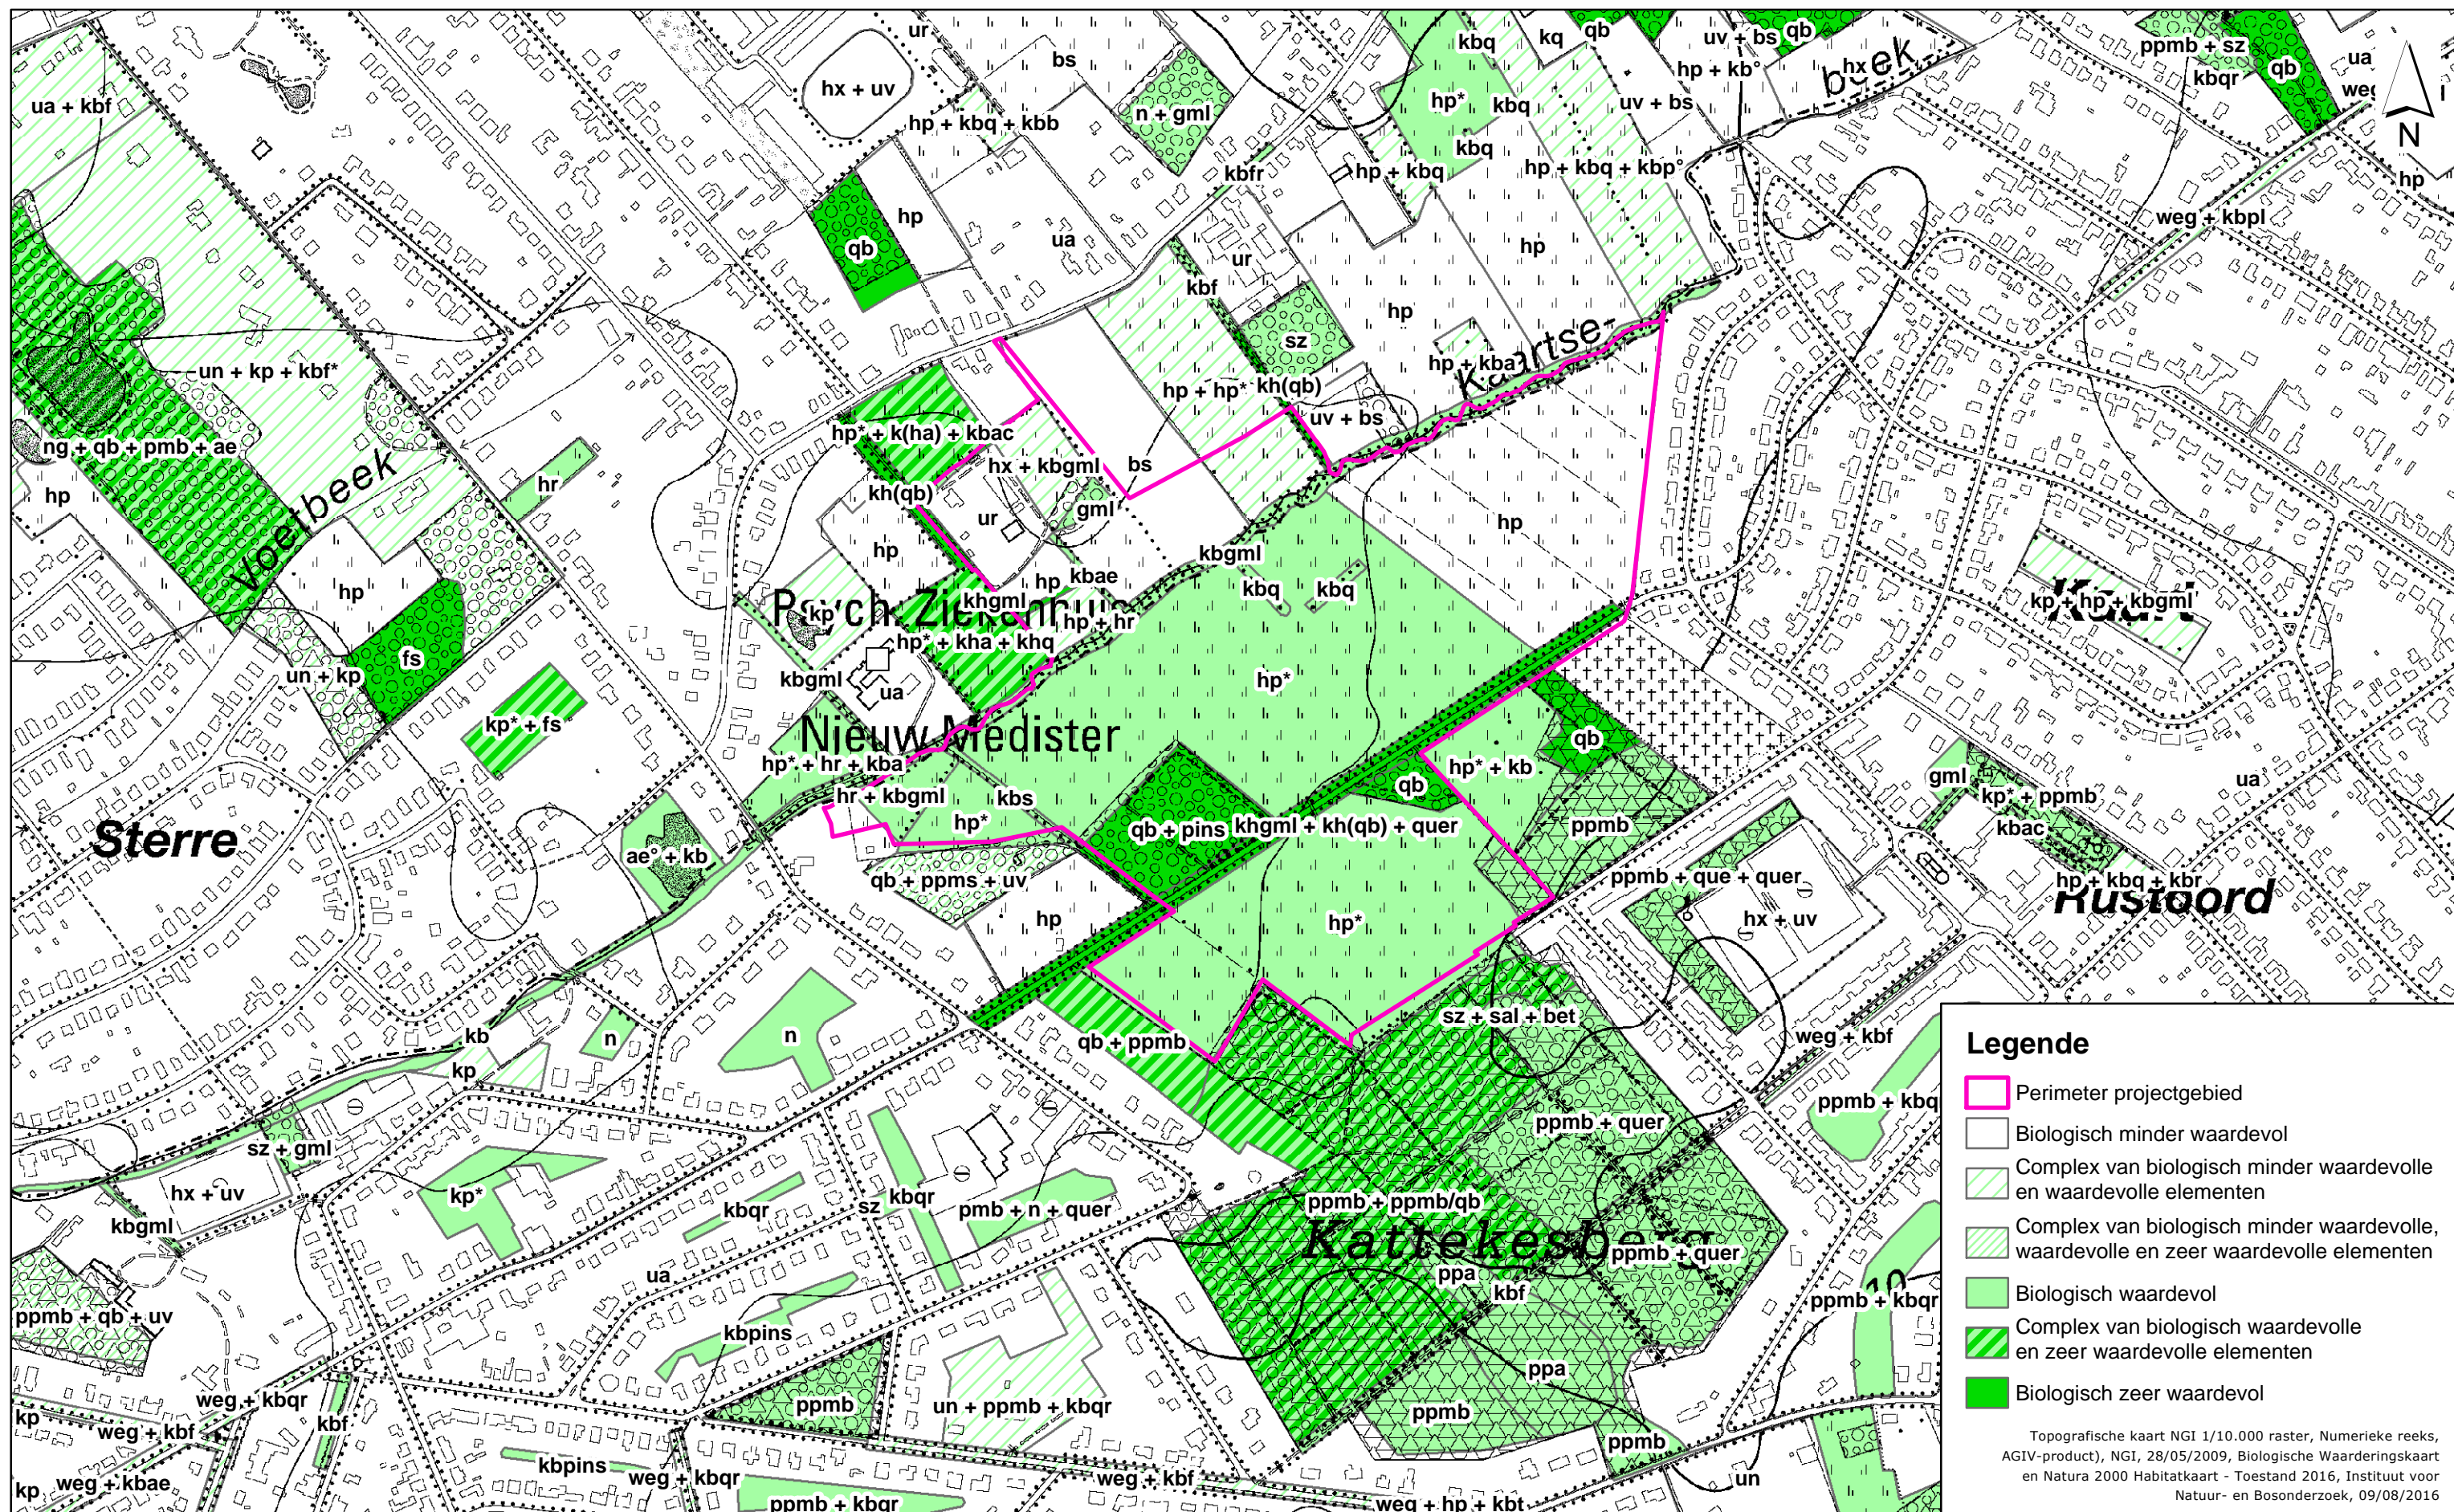 ur
bs
kbq
kq
qb
uv + bs
qb
ppmb + sz
ua
hx
beek
qb
kbqr
hp + kb°
ua + kbf
hx + uv
n + gml
hp*
kbq
uv + bs
weg
hp + kbq + kbb
N
kbq
kbfr
hp + kbq
hp + kbq + kbp°
hp
hp
weg + kbpl
qb
ua
ur
hp
kbf
hp
sz
Kaartse-
un + kp + kbf*
hp + kba
hp + hp*
kh(qb)
uv + bs
hp* + k(ha) + kbac
ng + qb + pmb + ae
hx + kbgml
bs
Voetbeek
hr
hp
kh(qb)
gml
ur
hp
hp
kbgml
hp
kbae
kbq
kbq
hp
Psych. Ziekenhuis
khgml
kp
hp + hr
Kaart
kp + hp + kbgml
hp* + kha + khq
fs
un + kp
kbgml
ua
hp*
kp* + fs
Nieuw Medister
qb
hp* + hr + kba
hp* + kb
gml
ua
qb
hr + kbgml
kbs
kp* + ppmb
hp*
qb + pins
khgml + kh(qb) + quer
ppmb
kbac
Sterre
ae° + kb
qb + ppms + uv
ppmb + que + quer
hp + kbq + kbr
Rustoord
hp
hp*
hx + uv
sz + sal + bet
kb
n
n
qb + ppmb
weg + kbf
kp
ppmb + kbq
ppmb + quer
sz + gml
hx + uv
kp*
kbqr
sz
kbqr
pmb + n + quer
ppmb + ppmb/qb
kbgml
Kattekesberg
ppmb + quer
ua
ppa
kbf
ppmb + qb + uv
ppmb + kbqr
kbpins
ppa
weg + kbqr
kbf
ppmb
un + ppmb + kbqr
ppmb
kp
weg + kbf
ppmb
kbpins
weg + kbqr
weg + kbf
un
kp
weg + kbae
ppmb + kbqr
weg + hp + kbt
Legende
Perimeter projectgebied
Biologisch minder waardevol
Complex van biologisch minder waardevolle
en waardevolle elementen
Complex van biologisch minder waardevolle,
waardevolle en zeer waardevolle elementen
Biologisch waardevol
Complex van biologisch waardevolle
en zeer waardevolle elementen
Biologisch zeer waardevol
Topografische kaart NGI 1/10.000 raster, Numerieke reeks,
AGIV-product), NGI, 28/05/2009, Biologische Waarderingskaart
en Natura 2000 Habitatkaart - Toestand 2016, Instituut voor
Natuur- en Bosonderzoek, 09/08/2016